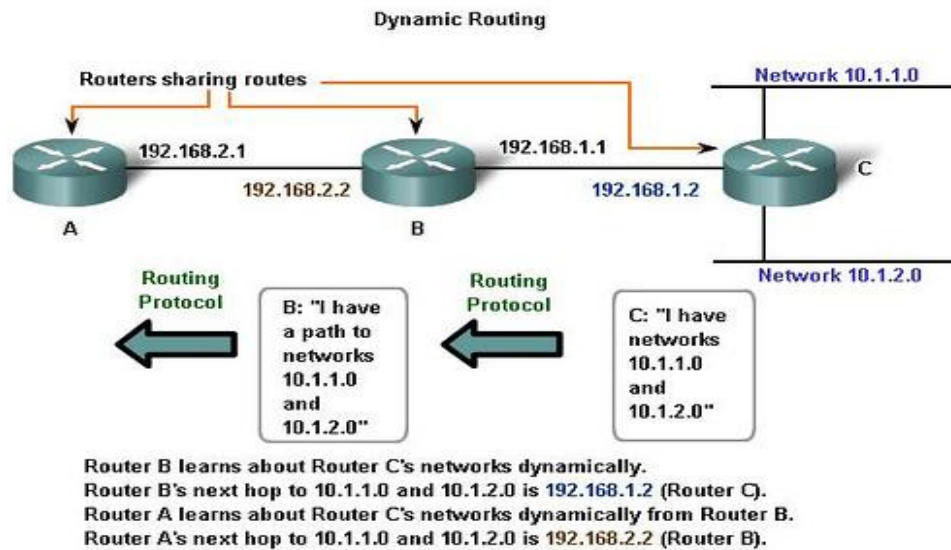 Dynamic Routing
Routers sharing routes
Network 10.1.1.0
192.168.2.1
192.168.1.1
192.168.2.2
192.168.1.2
C
A
B
Network 10.1.2.0
Routing
Protocol
B: "I have
a path to
networks
10.1.1.0
and
10.1.2.0"
Routing
Protocol
C: "I have
networks
10.1.1.0
and
10.1.2.0"
Router B learns about Router C's networks dynamically.
Router B's next hop to 10.1.1.0 and 10.1.2.0 is 192.168.1.2 (Router C).
Router A learns about Router C's networks dynamically from Router B.
Router A's next hop to 10.1.1.0 and 10.1.2.0 is 192.168.2.2 (Router B).